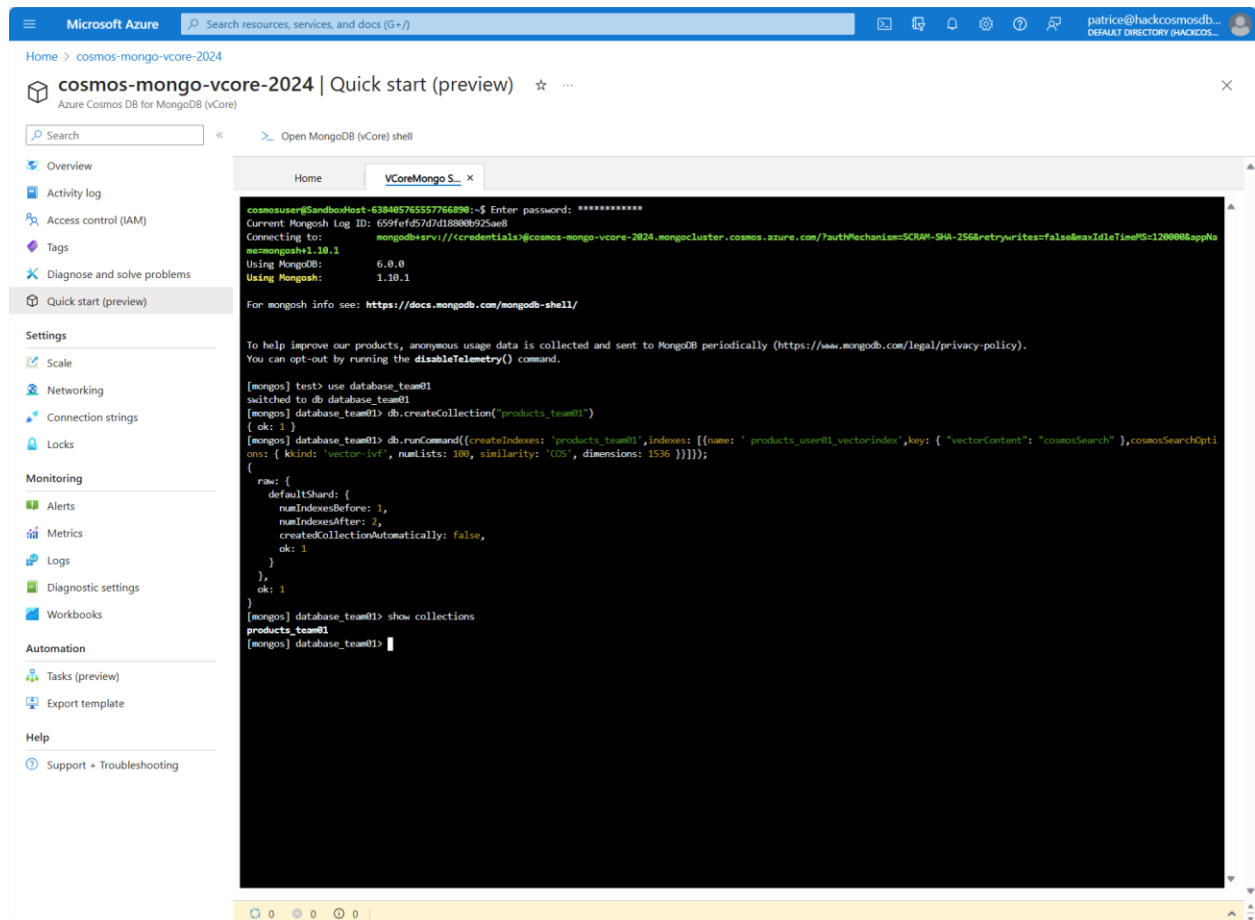 Microsoft Azure
Search resources, services, and docs (G+/)
patrice@hackcosmosdb...
DEFAULT DIRECTORY (HACKCOS...
Home > cosmos-mongo-vcore-2024
cosmos-mongo-vcore-2024 | Quick start (preview)
Azure Cosmos DB for MongoDB (vCore)
Search
Overview
Activity log
Access control (IAM)
Tags
Diagnose and solve problems
Quick start (preview)
Settings
Scale
Networking
Connection strings
Locks
Monitoring
Alerts
Metrics
Logs
Diagnostic settings
Workbooks
Automation
Tasks (preview)
Export template
Help
Support + Troubleshooting
Open MongoDB (vCore) shell
Home
VCoreMongo S...
cosmosuser@SandboxHost-638405765557766890:~$ Enter password: ************
Current Mongosh Log ID: 659fefd57d7d18800b925ae8
Connecting to: mongodb+srv://<credentials>@cosmos-mongo-vcore-2024.mongocluster.cosmos.azure.com/?authMechanism=SCRAM-SHA-256&retrywrites=false&maxIdleTimeMS=120000&appNa
me=mongosh+1.10.1
Using MongoDB: 6.0.0
Using Mongosh: 1.10.1
For mongosh info see: https://docs.mongodb.com/mongodb-shell/
To help improve our products, anonymous usage data is collected and sent to MongoDB periodically (https://www.mongodb.com/legal/privacy-policy).
You can opt-out by running the disableTelemetry() command.
[mongos] test> use database_team01
switched to db database_team01
[mongos] database_team01> db.createCollection("products_team01")
{ ok: 1 }
[mongos] database_team01> db.runCommand({createIndexes: 'products_team01',indexes: [{name: ' products_user01_vectorindex',key: { "vectorContent": "cosmosSearch" },cosmosSearchOpti
ons: { kkind: 'vector-ivf', numLists: 100, similarity: 'COS', dimensions: 1536 }}]});
{
raw: {
defaultShard: {
numIndexesBefore: 1,
numIndexesAfter: 2,
createdCollectionAutomatically: false,
ok: 1
}
},
ok: 1
}
[mongos] database_team01> show collections
products_team01
[mongos] database_team01>
0 0 0